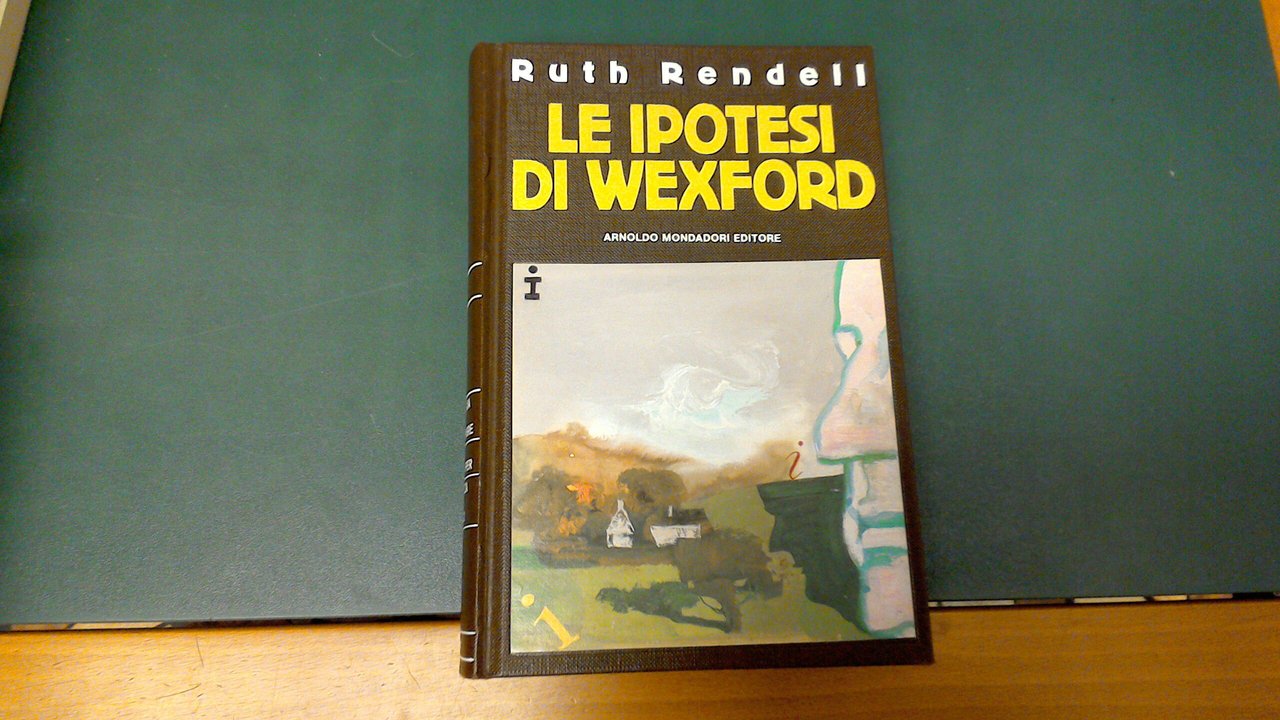 Ruth Rendell
LE IPOTESI
DI WEXFORD
ARNOLDO MONDADORI EDITORE
i
i
i